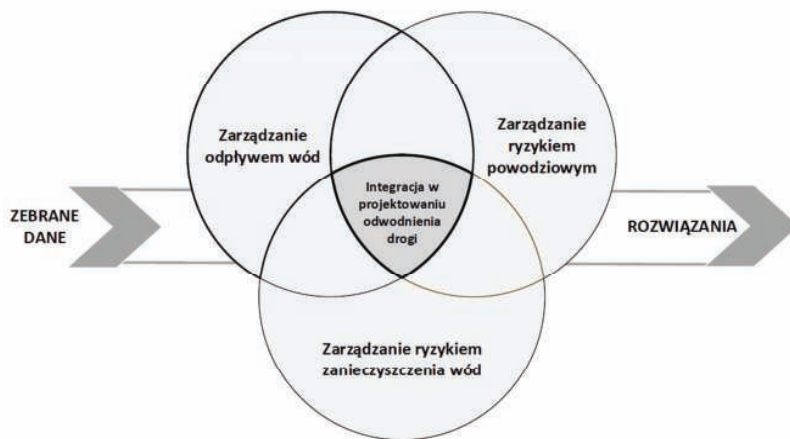 Zarządzanie
odpływem wód
Zarządzanie
ryzykiem
powodziowym
Integracja w
projektowaniu
odwodnienia
drogi
ZEBRANE
DANE
ROZWIĄZANIA
Zarządzanie ryzykiem
zanieczyszczenia wód